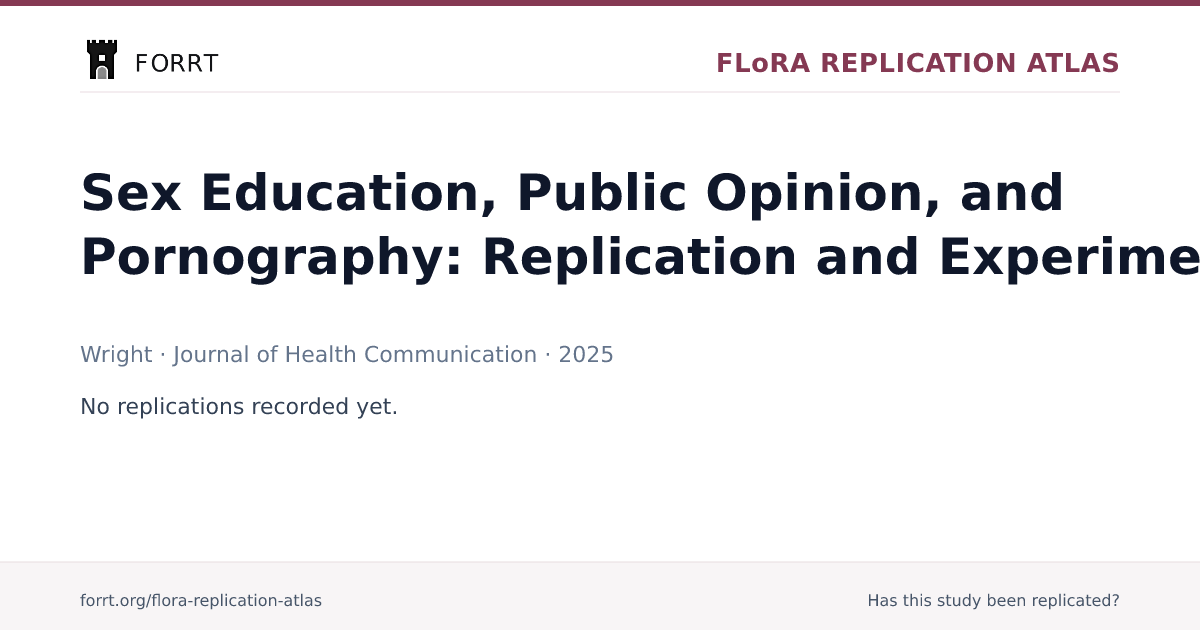 FORRT
FLoRA REPLICATION ATLAS
Sex Education, Public Opinion, and
Pornography: Replication and Experime
Wright · Journal of Health Communication · 2025
No replications recorded yet.
forrt.org/flora-replication-atlas
Has this study been replicated?